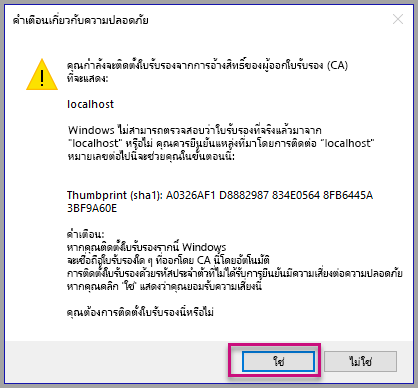 คำเตือนเกี่ยวกับความปลอดภัย
คุณกำลังจะติดตั้งใบรับรองจากการอ้างสิทธิ์ของผู้ออกใบรับรอง (CA)
ที่จะแสดง:
localhost
Windows ไม่สามารถตรวจสอบว่าใบรับรองที่จริงแล้วมาจาก
"localhost" หรือไม่ คุณควรยืนยันแหล่งที่มาโดยการติดต่อ "localhost"
หมายเลขต่อไปนี้จะช่วยคุณในขั้นตอนนี้:
Thumbprint (sha1): A0326AF1 D8882987 834E0564 8FB6445A
3BF9A60E
คำเตือน:
หากคุณติดตั้งใบรับรองรากนี้ Windows
จะเชื่อถือใบรับรองใด ๆ ที่ออกโดย CA นี้โดยอัตโนมัติ
การติดตั้งใบรับรองด้วยรหัสประจำตัวที่ไม่ได้รับการยืนยันมีความเสี่ยงต่อความปลอดภัย
หากคุณคลิก 'ใช่' แสดงว่าคุณยอมรับความเสี่ยงนี้
คุณต้องการติดตั้งใบรับรองนี้หรือไม่
ใช่
ไม่ใช่